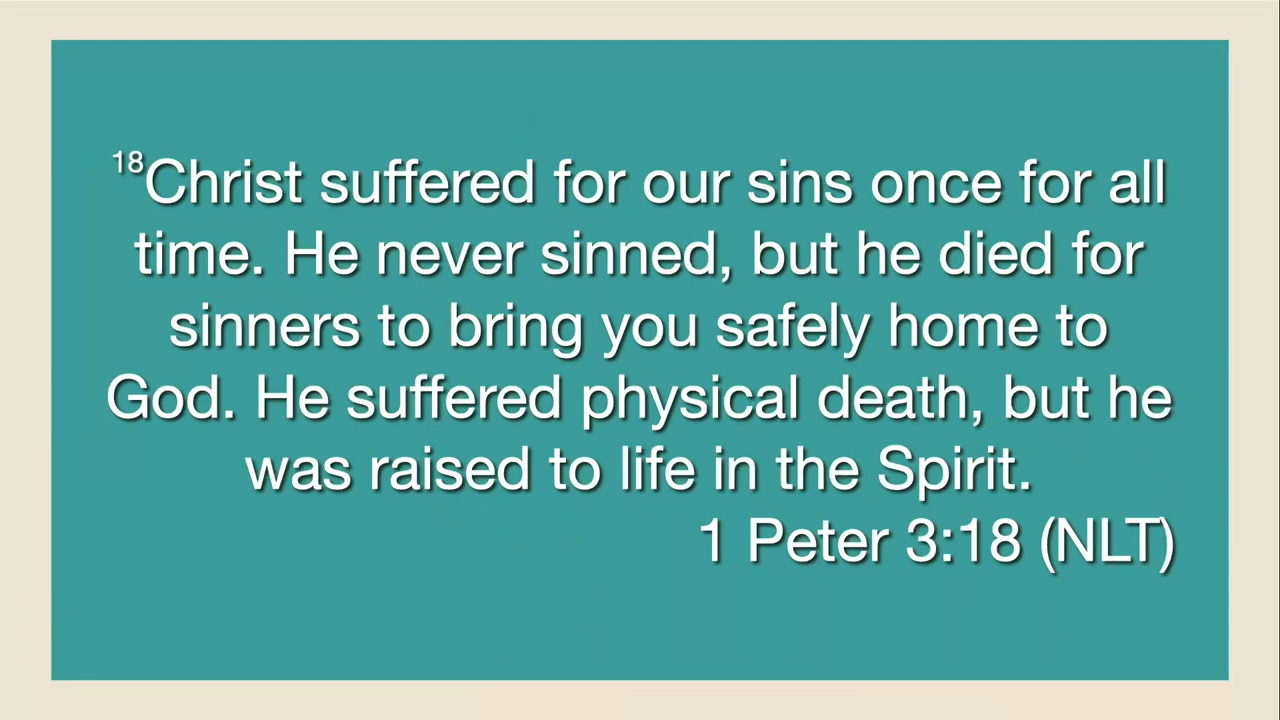 18Christ suffered for our sins once for all
time. He never sinned, but he died for
sinners to bring you safely home to
God. He suffered physical death, but he
was raised to life in the Spirit.
1 Peter 3:18 (NLT)